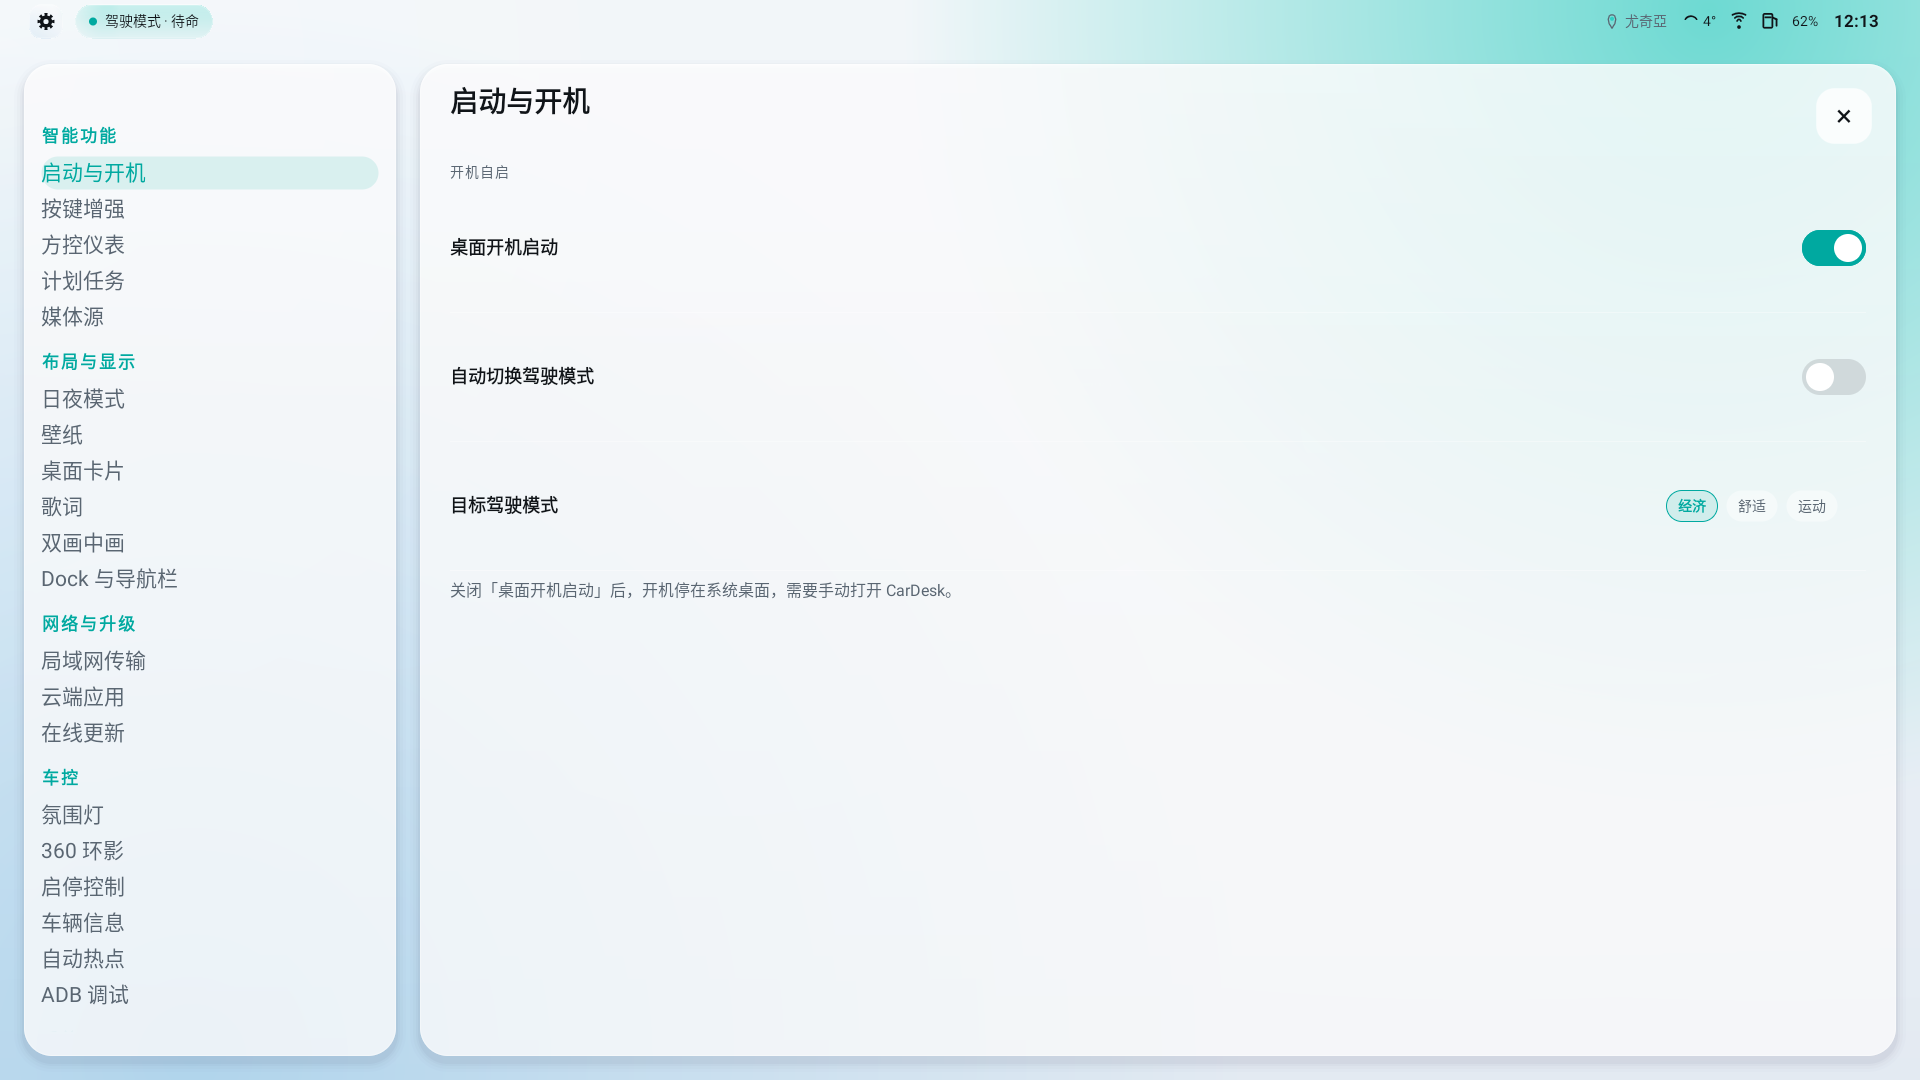 驾驶模式 · 待命
尤奇亞 4° 62% 12:13
智能功能
启动与开机
按键增强
方控仪表
计划任务
媒体源
布局与显示
日夜模式
壁纸
桌面卡片
歌词
双画中画
Dock 与导航栏
网络与升级
局域网传输
云端应用
在线更新
车控
氛围灯
360 环影
启停控制
车辆信息
自动热点
ADB 调试
启动与开机
开机自启
桌面开机启动
自动切换驾驶模式
目标驾驶模式
经济 舒适 运动
关闭「桌面开机启动」后，开机停在系统桌面，需要手动打开 CarDesk。